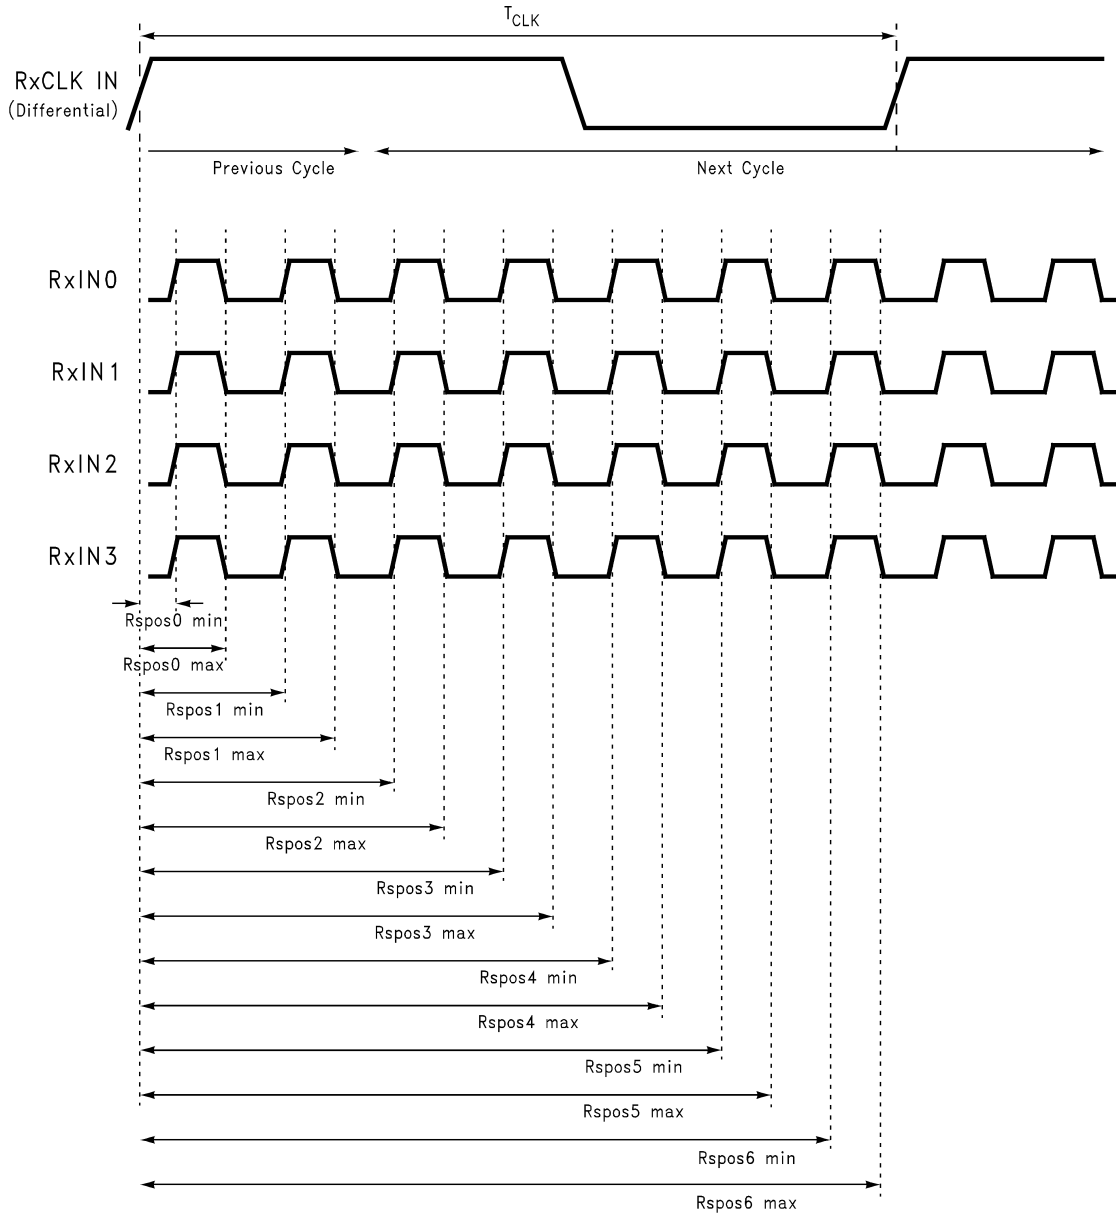 TCLK
RxCLK IN
(Differential)
Previous Cycle
Next Cycle
RxIN0
RxIN1
RxIN2
RxIN3
Rspos0 min
Rspos0 max
Rspos1 min
Rspos1 max
Rspos2 min
Rspos2 max
Rspos3 min
Rspos3 max
Rspos4 min
Rspos4 max
Rspos5 min
Rspos5 max
Rspos6 min
Rspos6 max